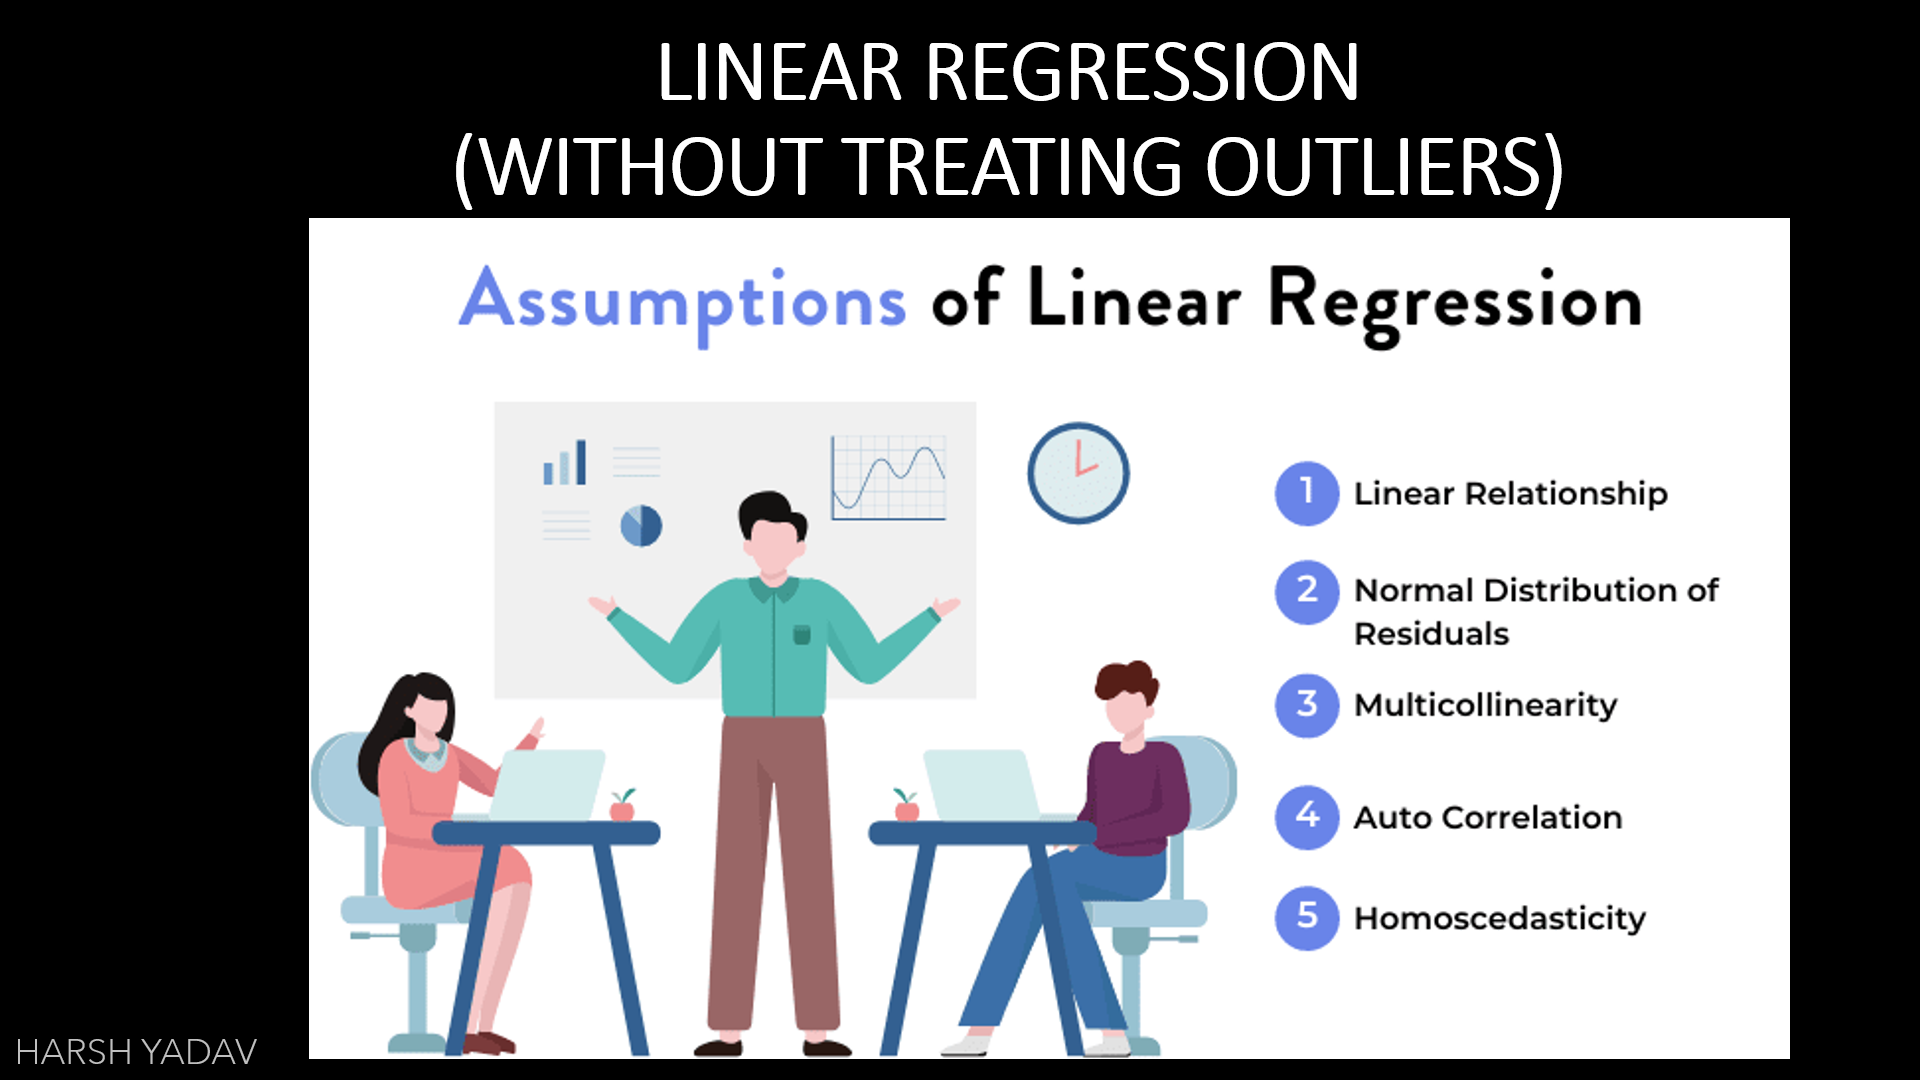 LINEAR REGRESSION
(WITHOUT TREATING OUTLIERS)
Assumptions of Linear Regression
1 Linear Relationship
2 Normal Distribution of
Residuals
3 Multicollinearity
4 Auto Correlation
5 Homoscedasticity
HARSH YADAV